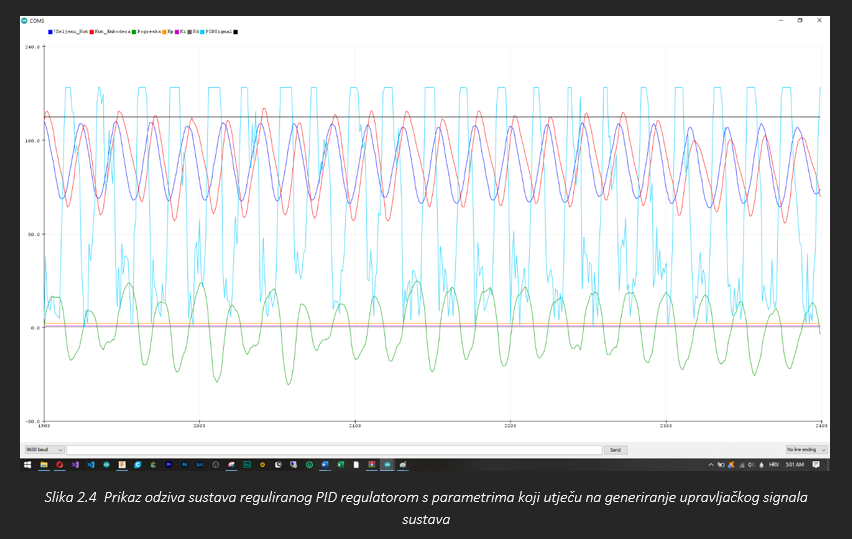 COM3
!Zeljeni_Kut Kut_Enkodera Pogreska Kp Ki Kd PIDSignal
240.0
160.0
80.0
0.0
-80.0
1900 2000 2100 2200 2300 2400
9600 baud Send No line ending
HRV 5:01 AM
Slika 2.4 Prikaz odziva sustava reguliranog PID regulatorom s parametrima koji utječu na generiranje upravljačkog signala
sustava